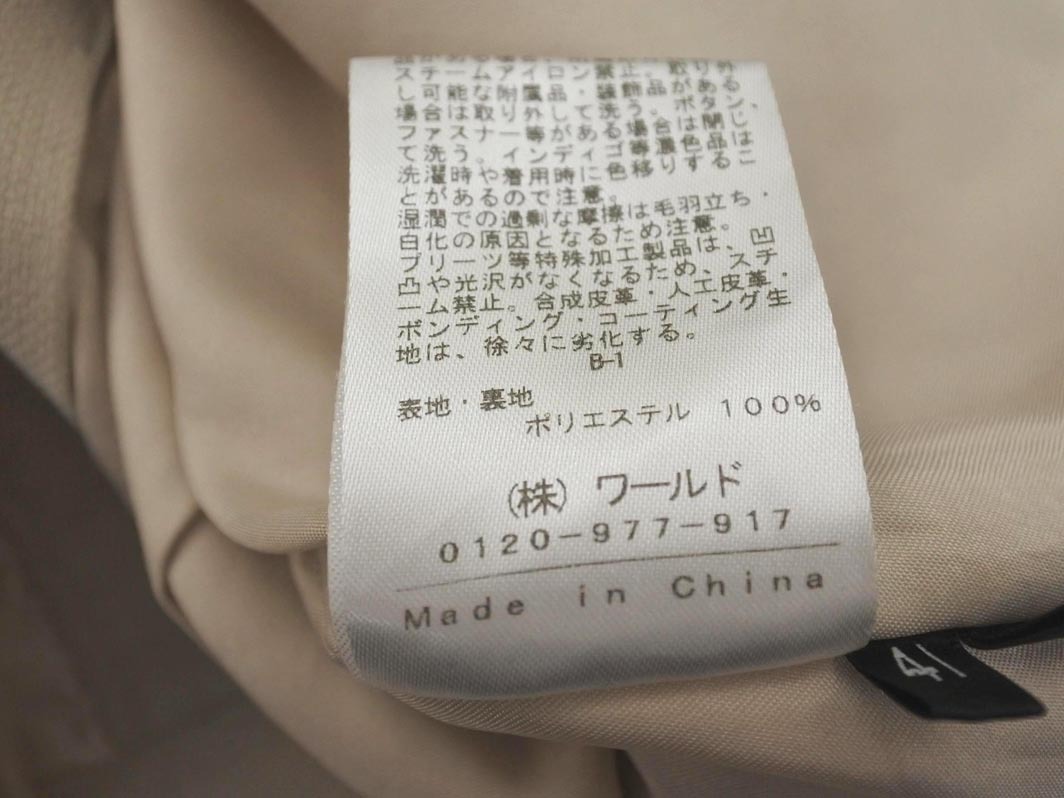 スチームアイロン禁止。取り外
し可能な附属品・装飾品がある
場合は取り外して洗う。ボタン、
ファスナー等がある場合は閉じ
て洗う。インディゴ等濃色品は
洗濯時や着用時に色移りするこ
とがあるので注意。
湿潤での過剰な摩擦は毛羽立ち・
白化の原因となるため注意。
プリーツ等特殊加工製品は、凹
凸や光沢がなくなるため、スチ
ーム禁止。合成皮革・人工皮革・
ボンディング・コーティング生
地は、徐々に劣化する。
B-1
表地・裏地
ポリエステル 100%
(株) ワールド
0120-977-917
Made in China
41